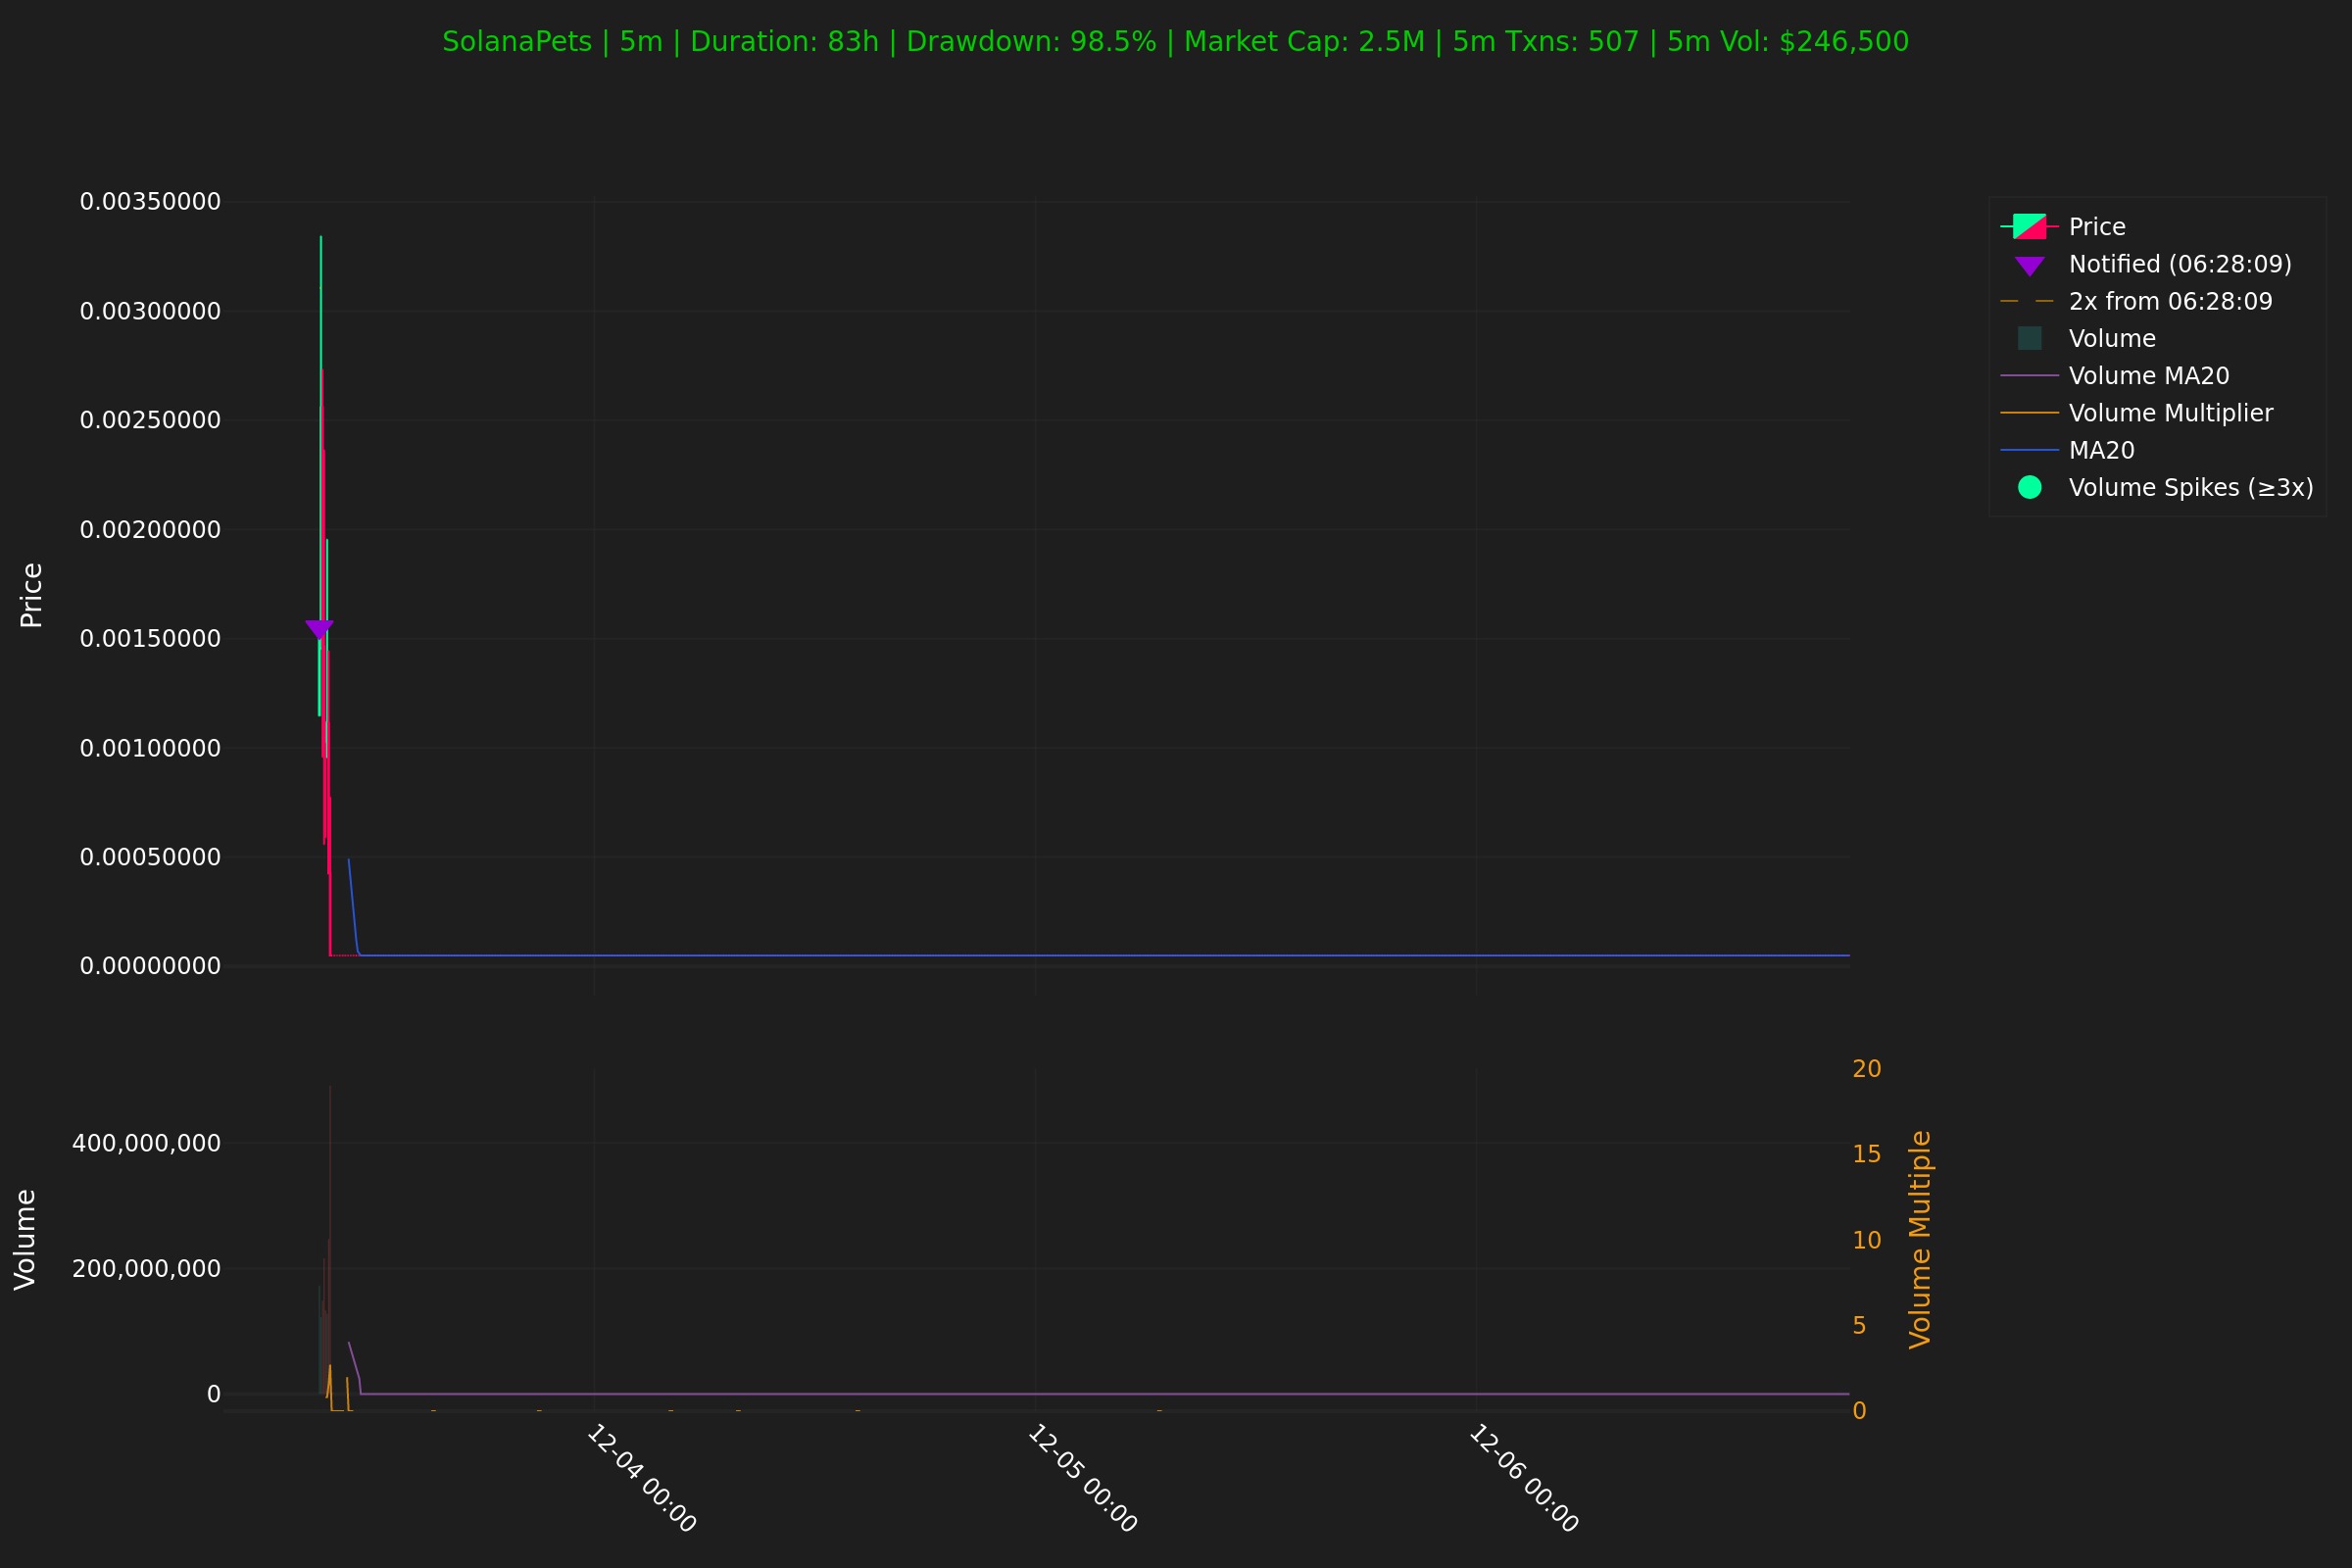 SolanaPets | 5m | Duration: 83h | Drawdown: 98.5% | Market Cap: 2.5M | 5m Txns: 507 | 5m Vol: $246,500
Price
0.00350000
0.00300000
0.00250000
0.00200000
0.00150000
0.00100000
0.00050000
0.00000000
Price
Notified (06:28:09)
2x from 06:28:09
Volume
Volume MA20
Volume Multiplier
MA20
Volume Spikes (≥3x)
Volume
400,000,000
200,000,000
0
20
15
10
5
0
Volume Multiple
12-04 00:00
12-05 00:00
12-06 00:00